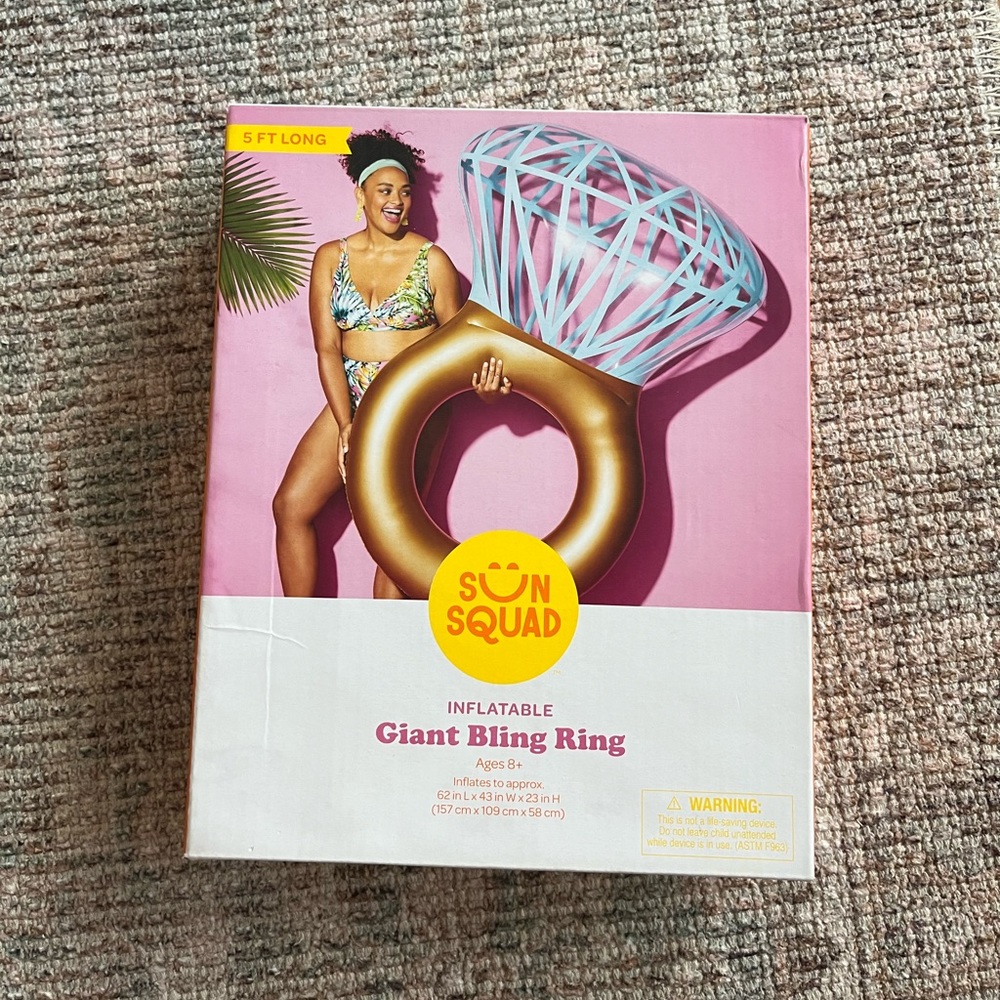 5 FT LONG
SUN
SQUAD
INFLATABLE
Giant Bling Ring
Ages 8+
Inflates to approx.
62 in L x 43 in W x 23 in H
(157 cm x 109 cm x 58 cm)
⚠ WARNING:
This is not a life-saving device.
Do not leave child unattended
while device is in use. (ASTM F963)